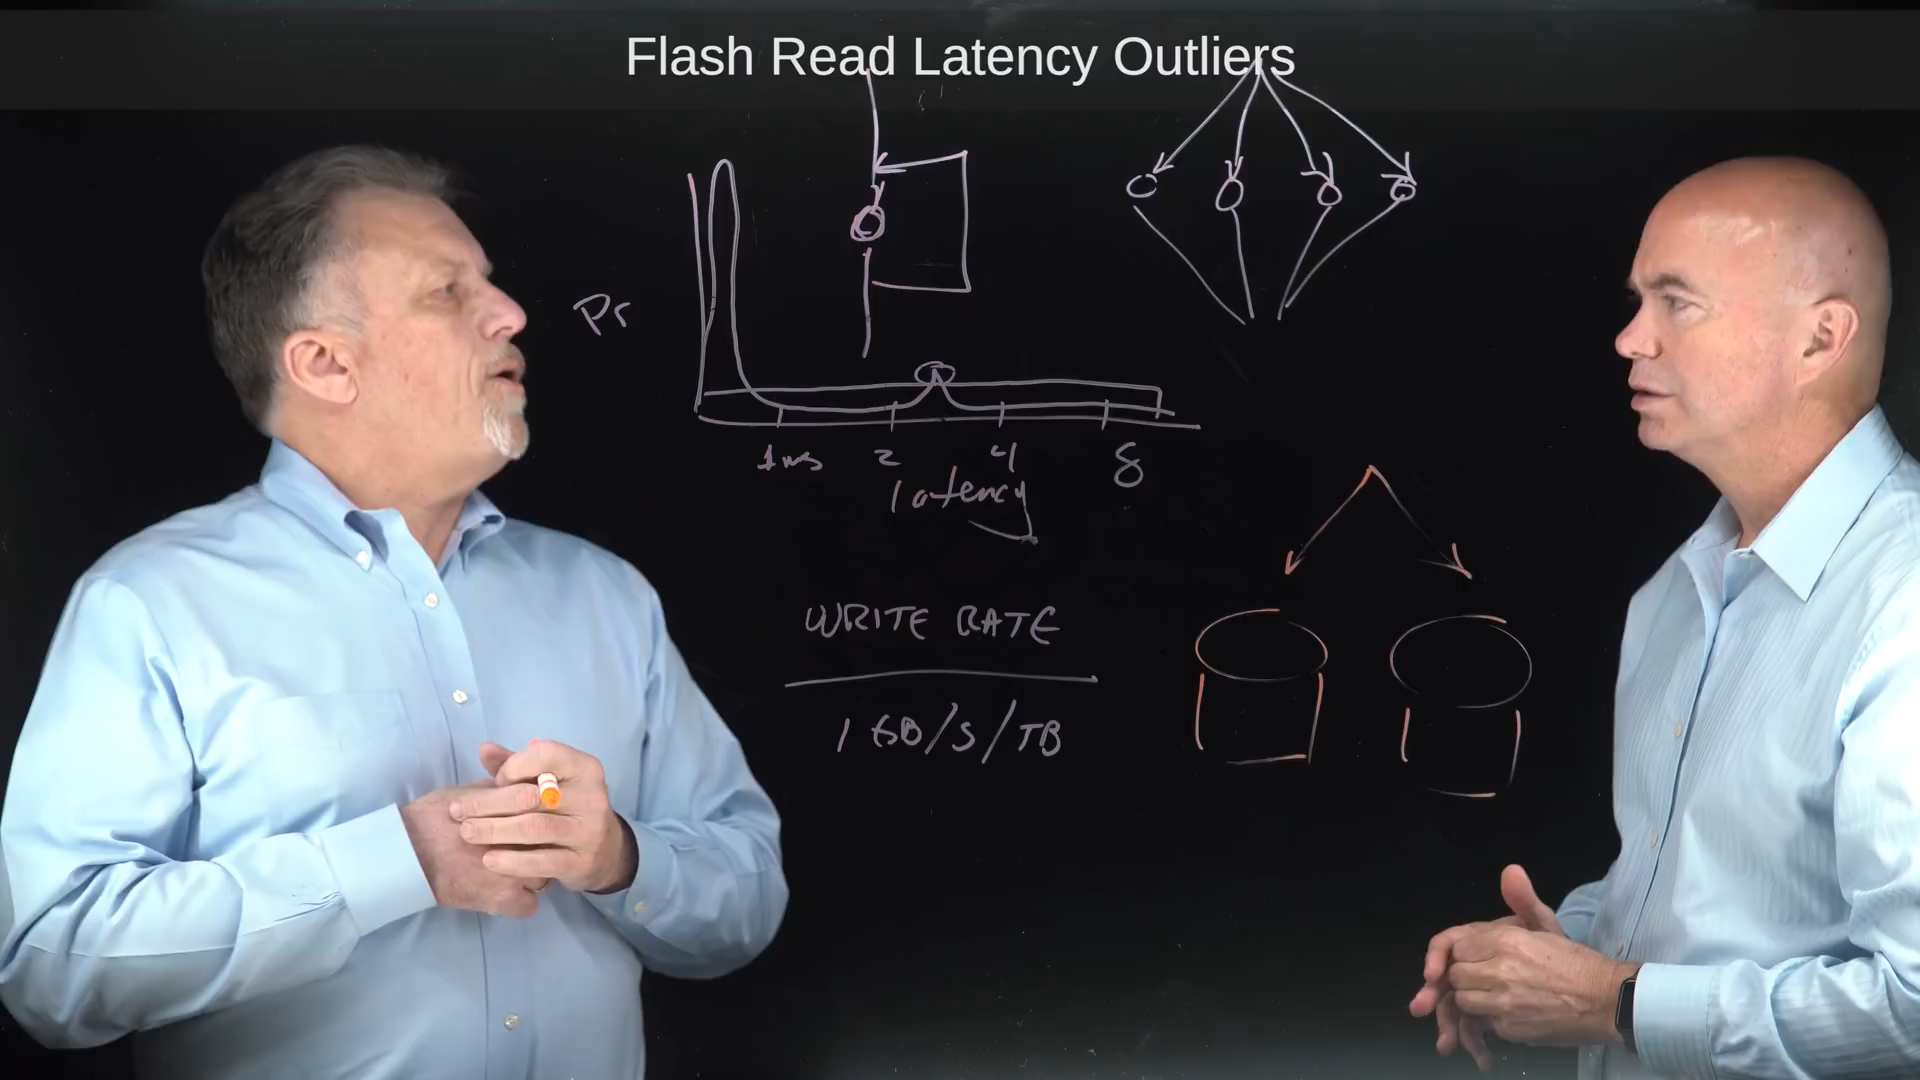 Flash Read Latency Outliers
Pr
1ms 2 4 8
latency
WRITE RATE
1 GB/S/TB